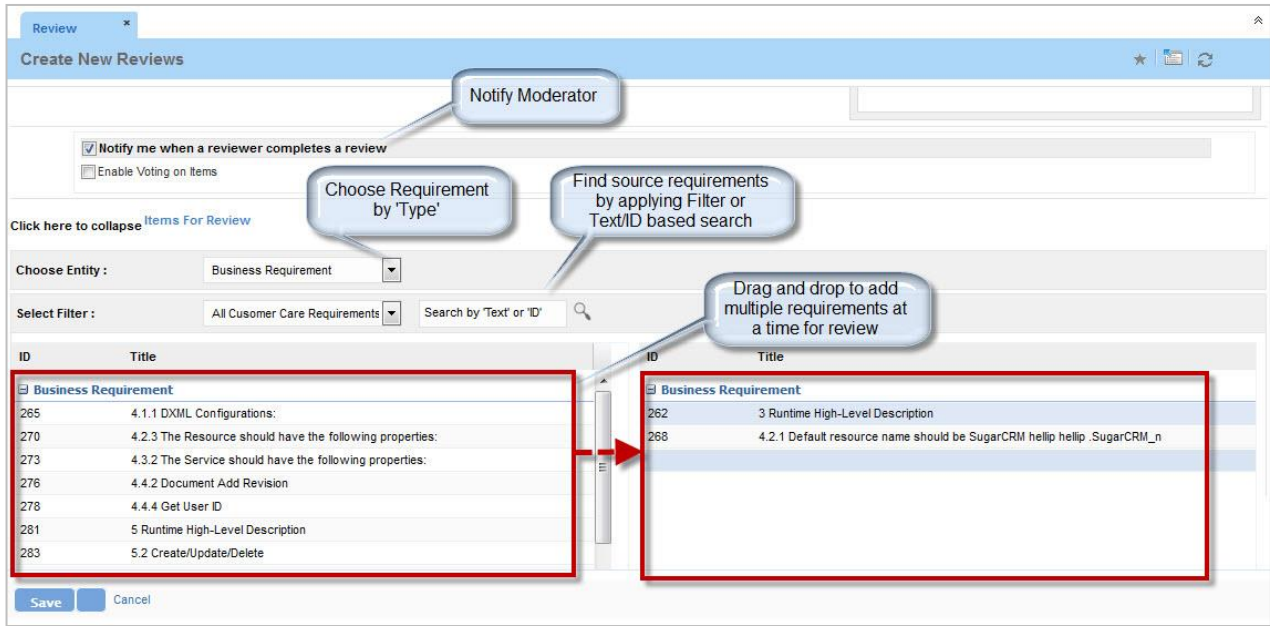 Review
Create New Reviews
Notify Moderator
Notify me when a reviewer completes a review
Enable Voting on Items
Choose Requirement
by 'Type'
Find source requirements
by applying Filter or
Text/ID based search
Click here to collapse Items For Review
Choose Entity : Business Requirement
Drag and drop to add
multiple requirements at
a time for review
Select Filter : All Cusomer Care Requirements Search by 'Text' or 'ID'
ID Title
Business Requirement
265 4.1.1 DXML Configurations:
270 4.2.3 The Resource should have the following properties:
273 4.3.2 The Service should have the following properties:
276 4.4.2 Document Add Revision
278 4.4.4 Get User ID
281 5 Runtime High-Level Description
283 5.2 Create/Update/Delete
ID Title
Business Requirement
262 3 Runtime High-Level Description
268 4.2.1 Default resource name should be SugarCRM hellip hellip .SugarCRM_n
Save Cancel